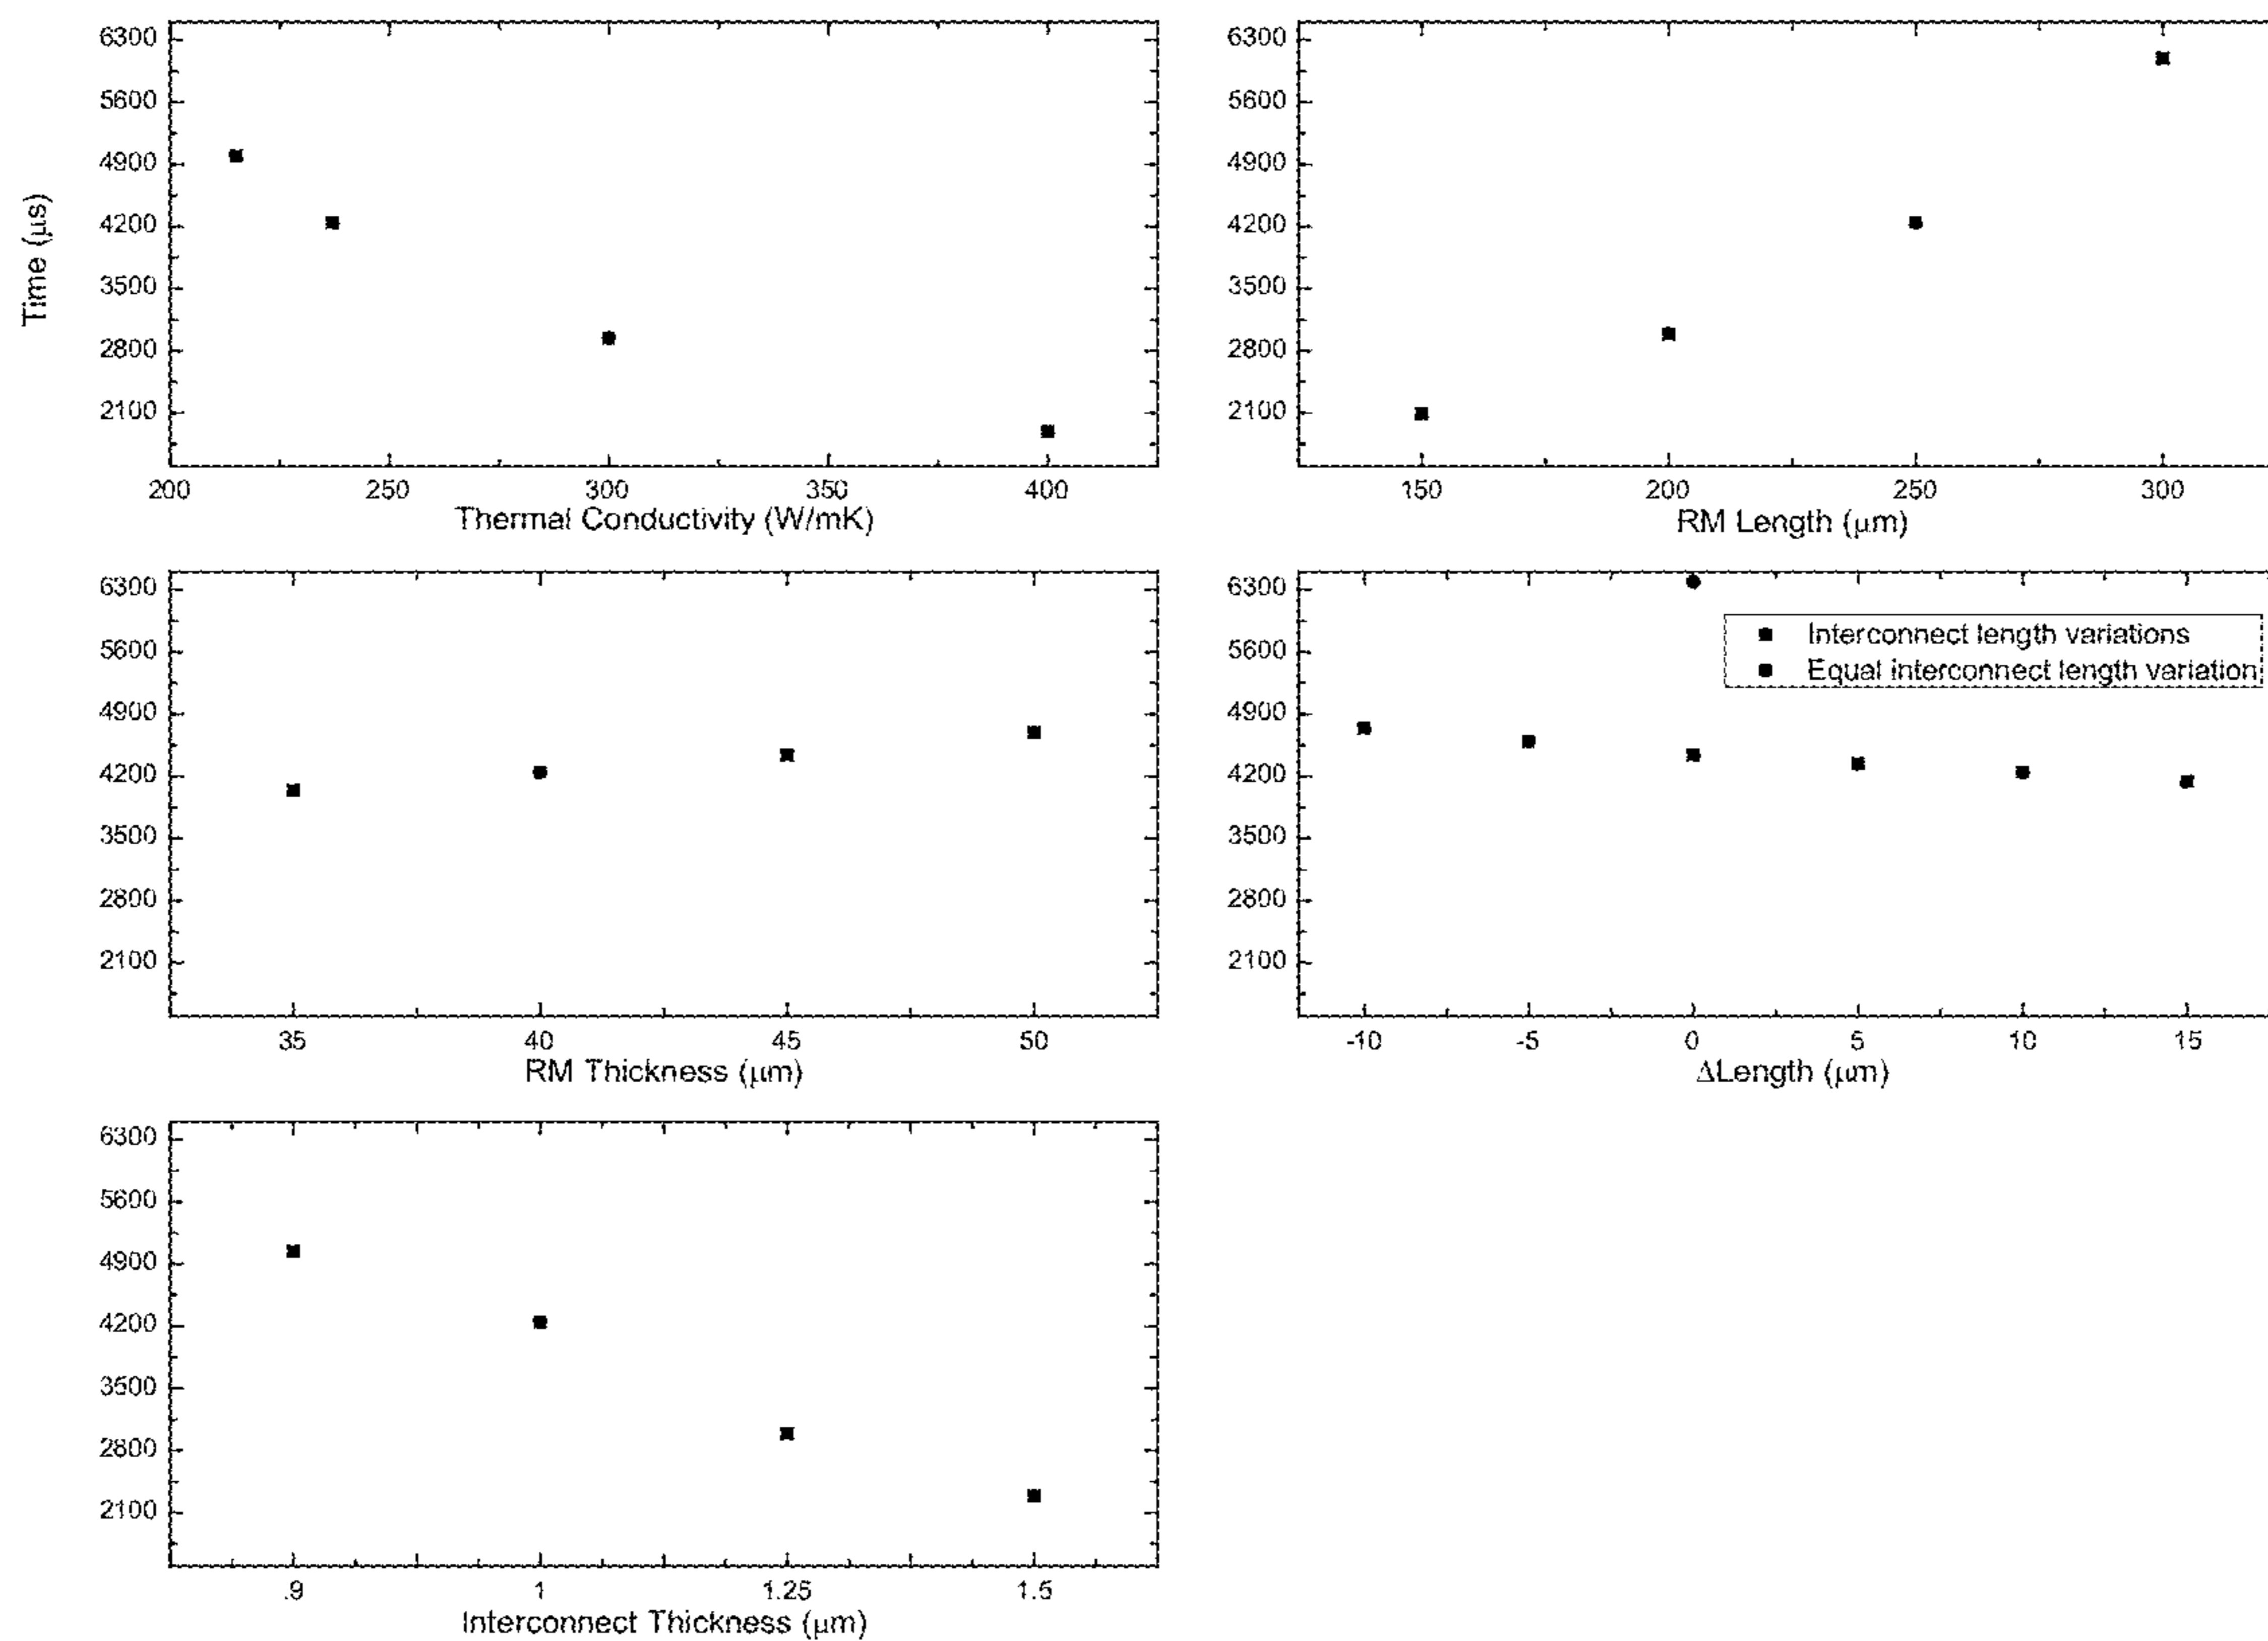 Time (μs)
6300
5600
4900
4200
3500
2800
2100
200 250 300 350 400
Thermal Conductivity (W/mK)
6300
5600
4900
4200
3500
2800
2100
150 200 250 300
RM Length (μm)
6300
5600
4900
4200
3500
2800
2100
35 40 45 50
RM Thickness (μm)
6300
5600
4900
4200
3500
2800
2100
Interconnect length variations
Equal interconnect length variation
-10 -5 0 5 10 15
ΔLength (μm)
6300
5600
4900
4200
3500
2800
2100
.9 1 1.25 1.5
Interconnect Thickness (μm)